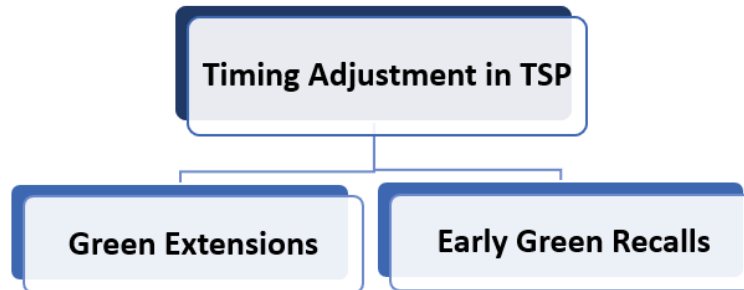 Timing Adjustment in TSP
Green Extensions
Early Green Recalls